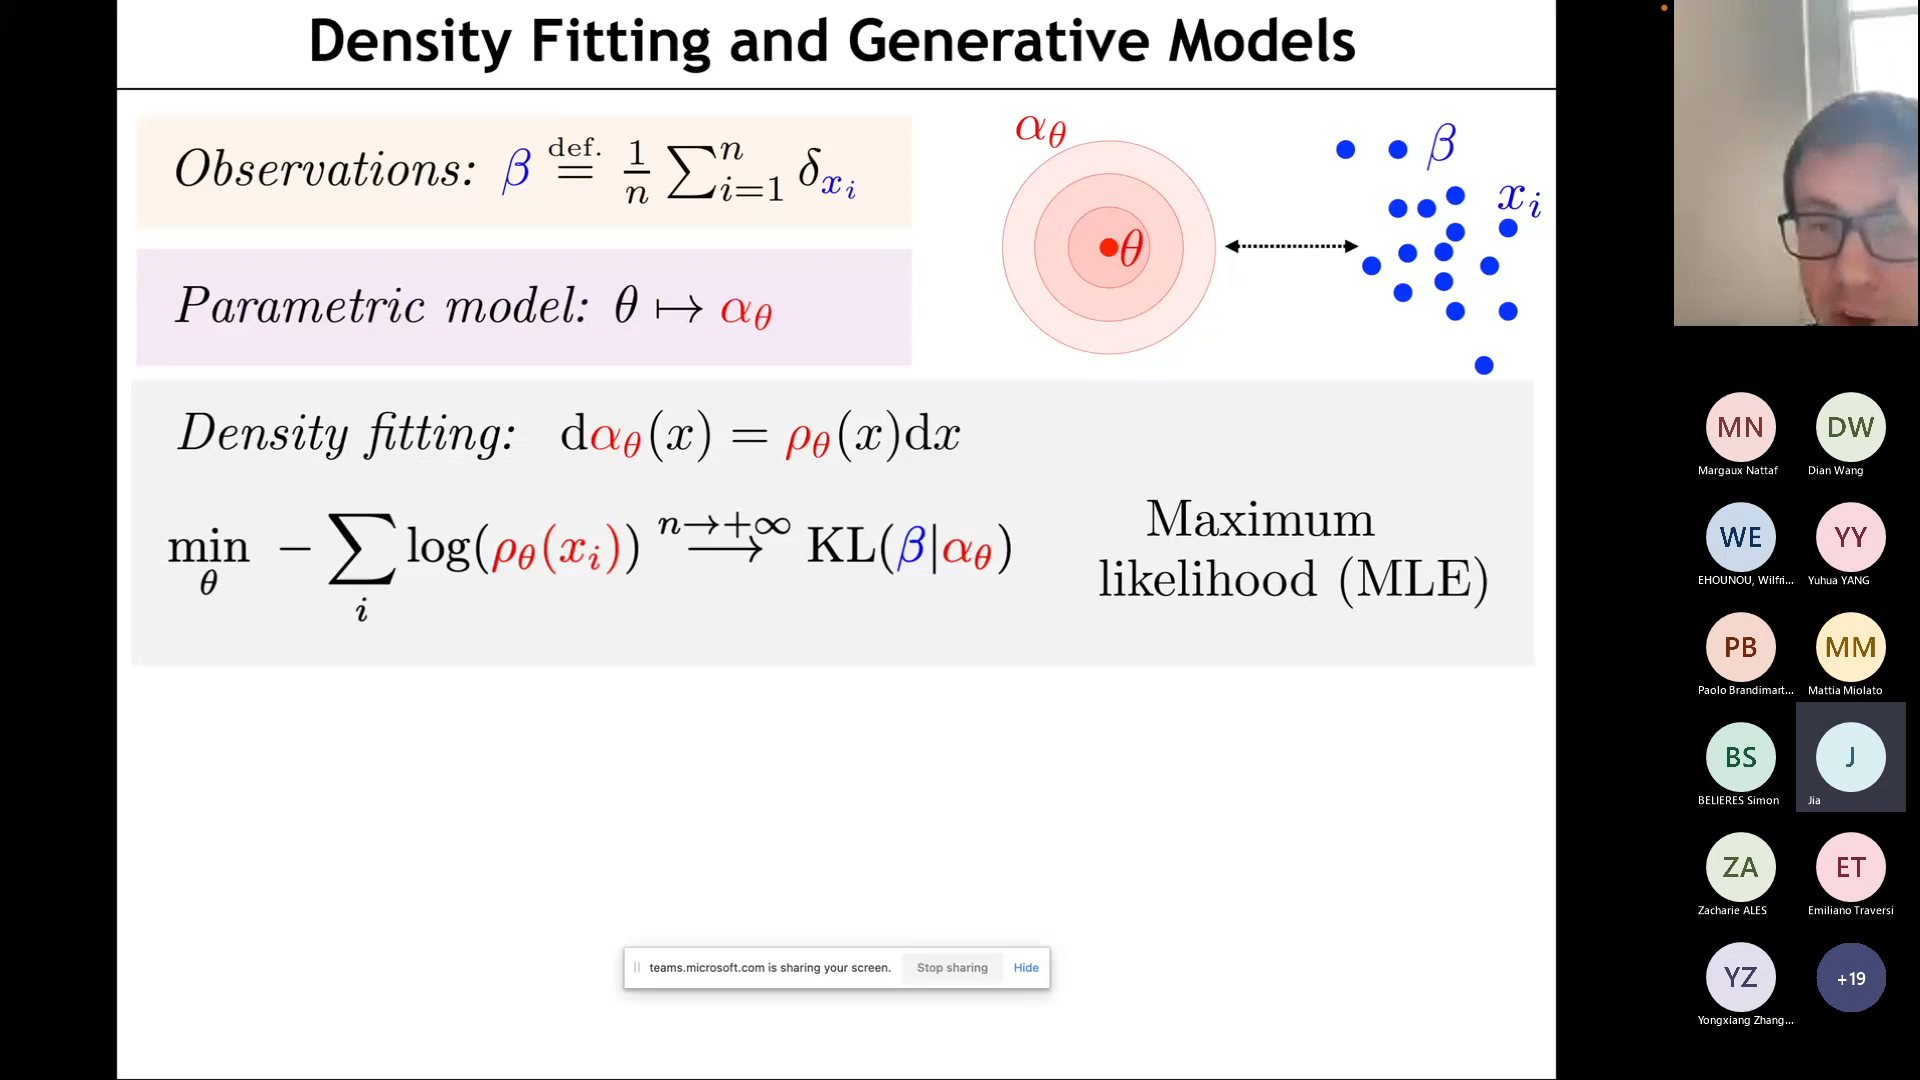 Density Fitting and Generative Models
Observations: β def. = 1/n ∑ⁿᵢ₌₁ δ_{x_i}
Parametric model: θ ↦ α_θ
α_θ
θ
β
x_i
Density fitting: dα_θ(x) = ρ_θ(x)dx
min_θ − ∑_i log(ρ_θ(x_i)) n→+∞ ⟶ KL(β|α_θ)
Maximum
likelihood (MLE)
teams.microsoft.com is sharing your screen. Stop sharing Hide
MN DW
Margaux Nattaf Dian Wang
WE YY
EHOUNOU, Wilfri... Yuhua YANG
PB MM
Paolo Brandimart... Mattia Miolato
BS J
BELIERES Simon Jia
ZA ET
Zacharie ALES Emiliano Traversi
YZ +19
Yongxiang Zhang...